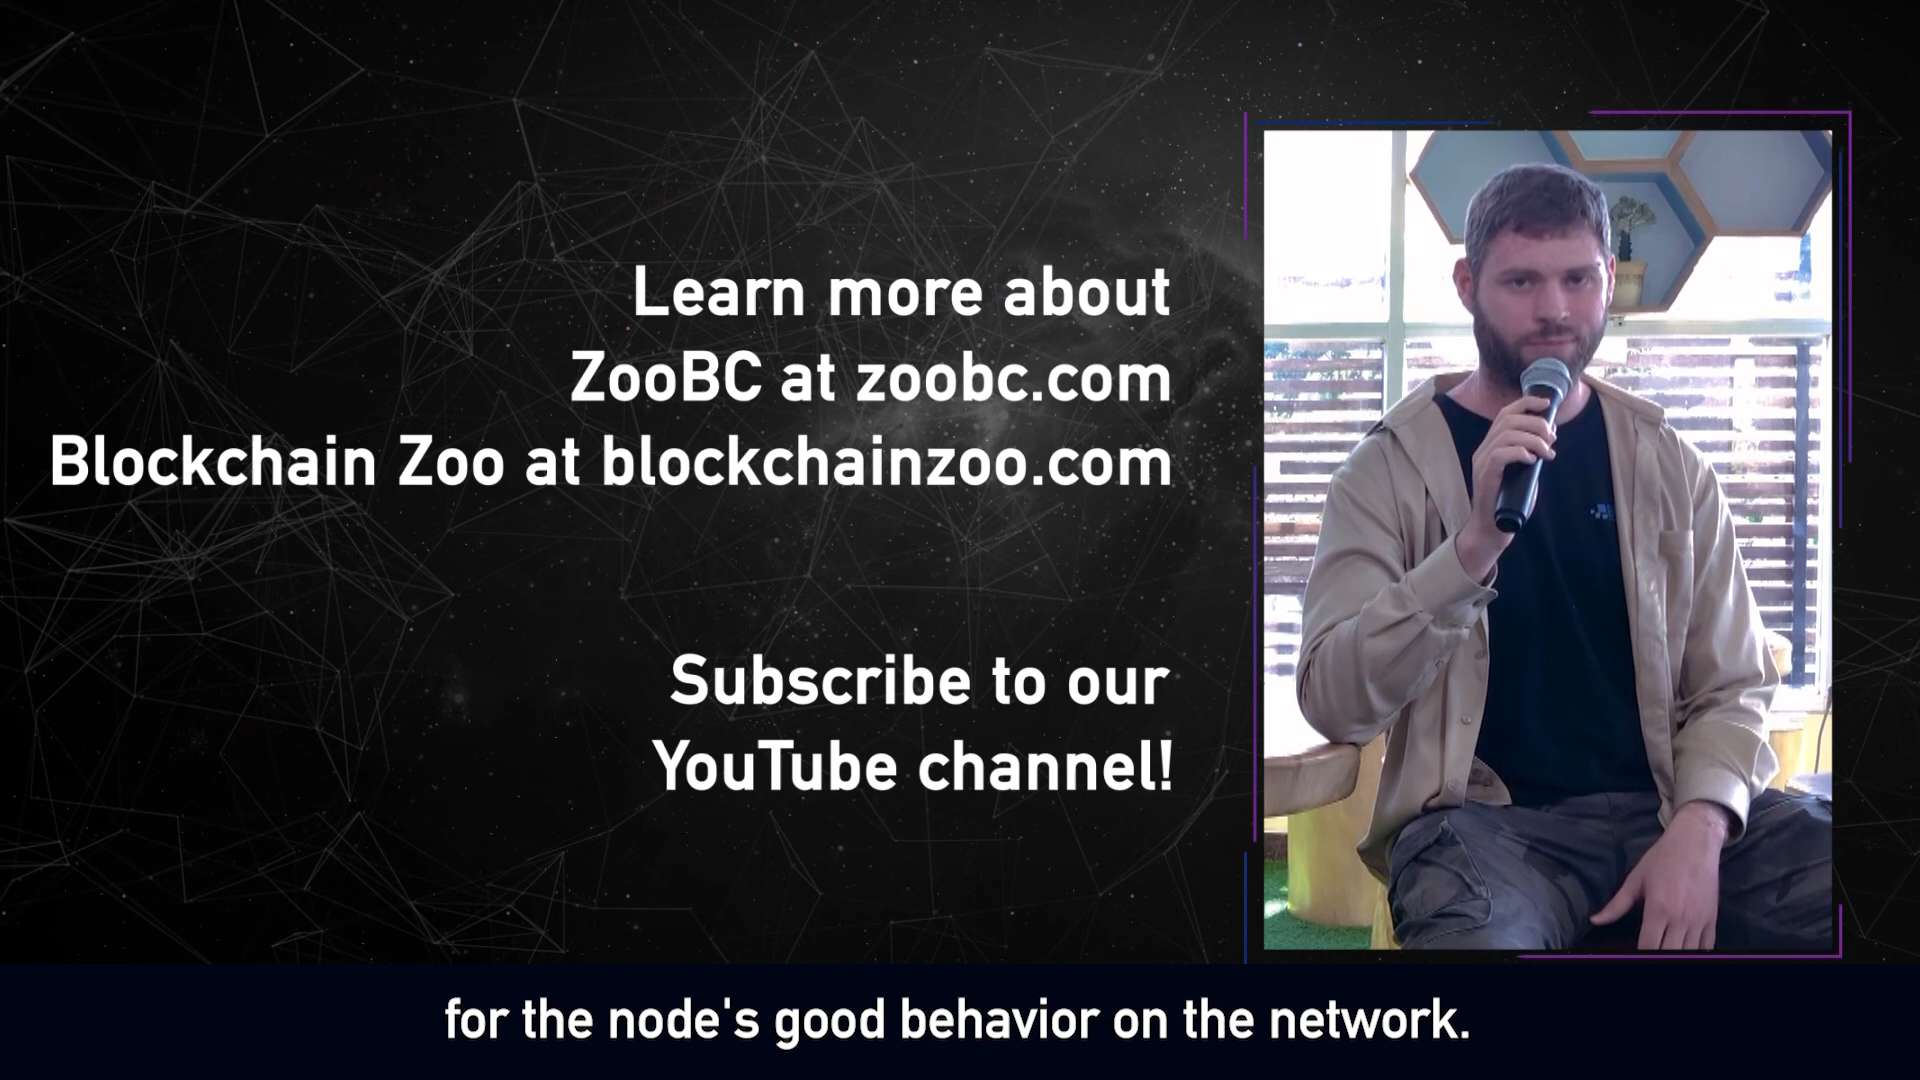 Learn more about
ZooBC at zoobc.com
Blockchain Zoo at blockchainzoo.com
Subscribe to our
YouTube channel!
for the node's good behavior on the network.